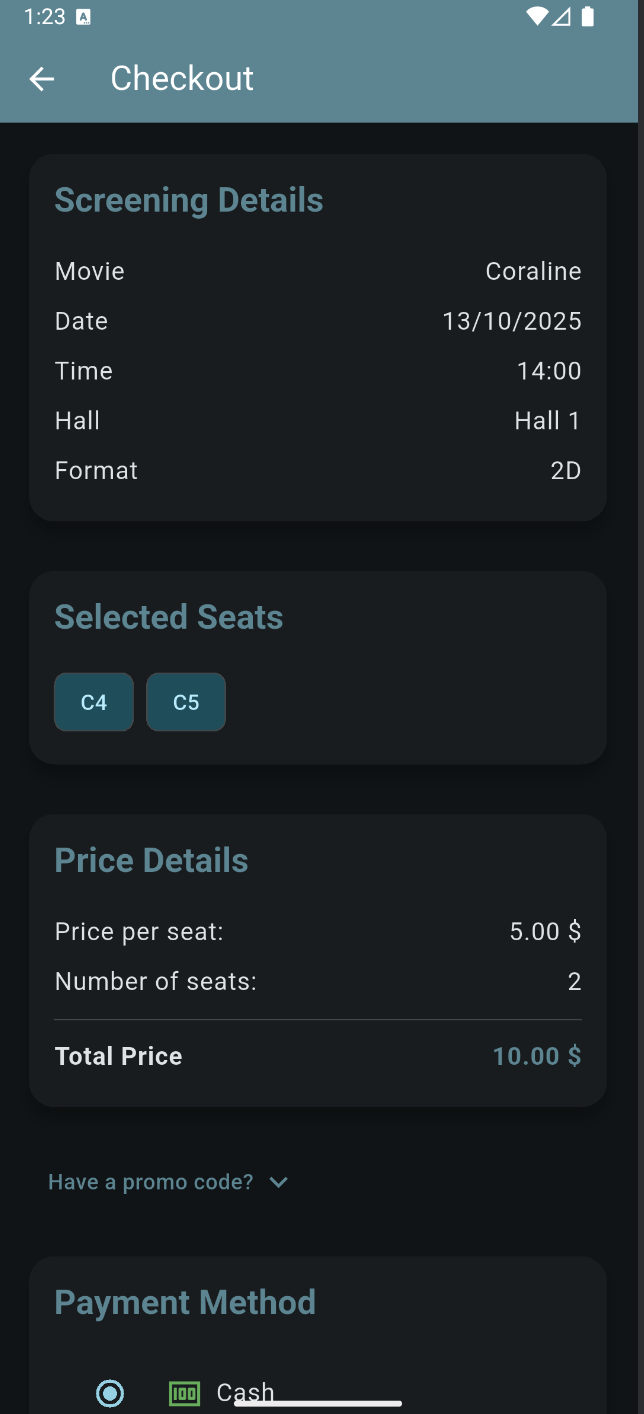 1:23 A
Checkout
Screening Details
Movie Coraline
Date 13/10/2025
Time 14:00
Hall Hall 1
Format 2D
Selected Seats
C4 C5
Price Details
Price per seat: 5.00 $
Number of seats: 2
Total Price 10.00 $
Have a promo code?
Payment Method
100 Cash